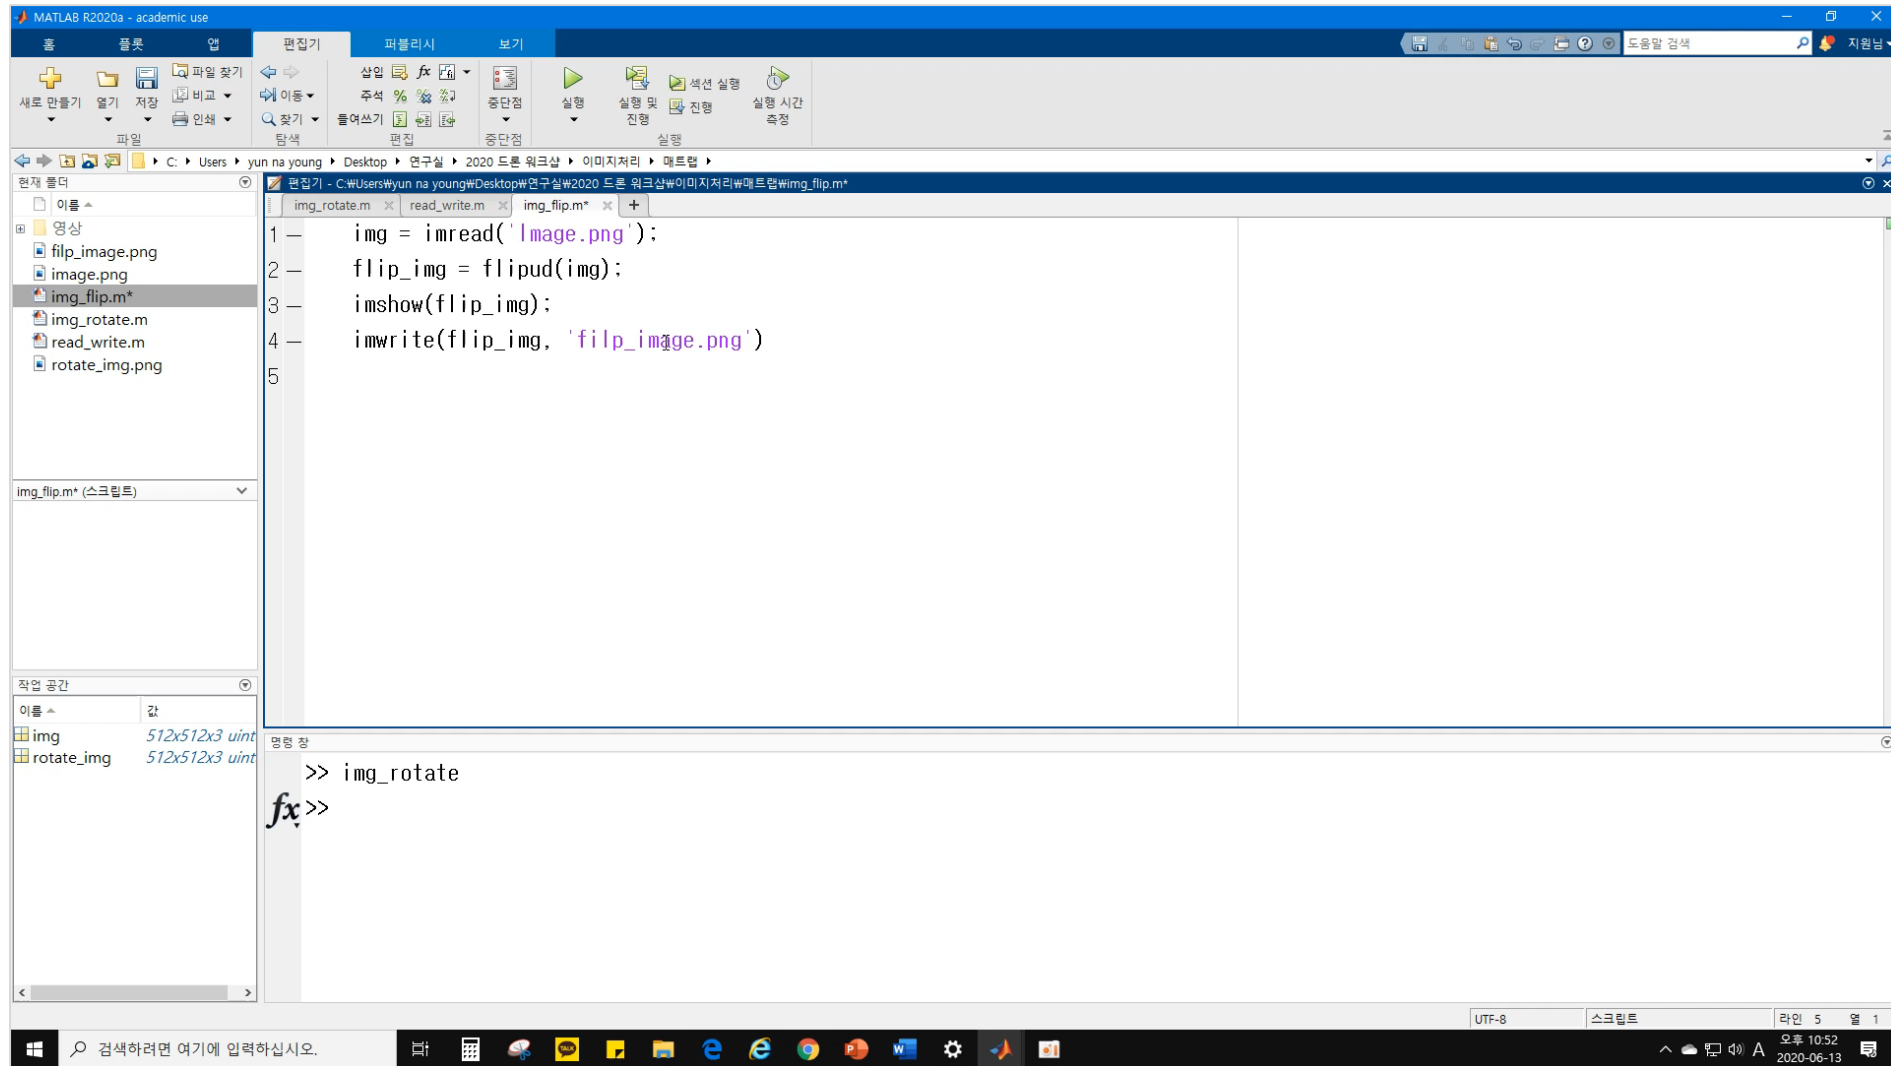 MATLAB R2020a - academic use
홈 플롯 앱 편집기 퍼블리시 보기
도움말 검색 지원님
새로 만들기 열기 저장 파일 찾기 비교 인쇄
파일
이동 찾기
탐색
삽입 fx
주석
들여쓰기
편집
중단점
중단점
실행 실행 및 진행 섹션 실행 진행 실행 시간 측정
실행
C: Users yun na young Desktop 연구실 2020 드론 워크샵 이미지처리 매트랩
현재 폴더
이름
영상
filp_image.png
image.png
img_flip.m*
img_rotate.m
read_write.m
rotate_img.png
img_flip.m* (스크립트)
작업 공간
이름 값
img 512x512x3 uint
rotate_img 512x512x3 uint
편집기 - C:₩Users₩yun na young₩Desktop₩연구실₩2020 드론 워크샵₩이미지처리₩매트랩₩img_flip.m*
img_rotate.m read_write.m img_flip.m* +
1 – img = imread('Image.png');
2 – flip_img = flipud(img);
3 – imshow(flip_img);
4 – imwrite(flip_img, 'filp_image.png')
5
명령 창
>> img_rotate
fx >>
UTF-8 스크립트 라인 5 열 1
검색하려면 여기에 입력하십시오.
TALK
A
오후 10:52
2020-06-13